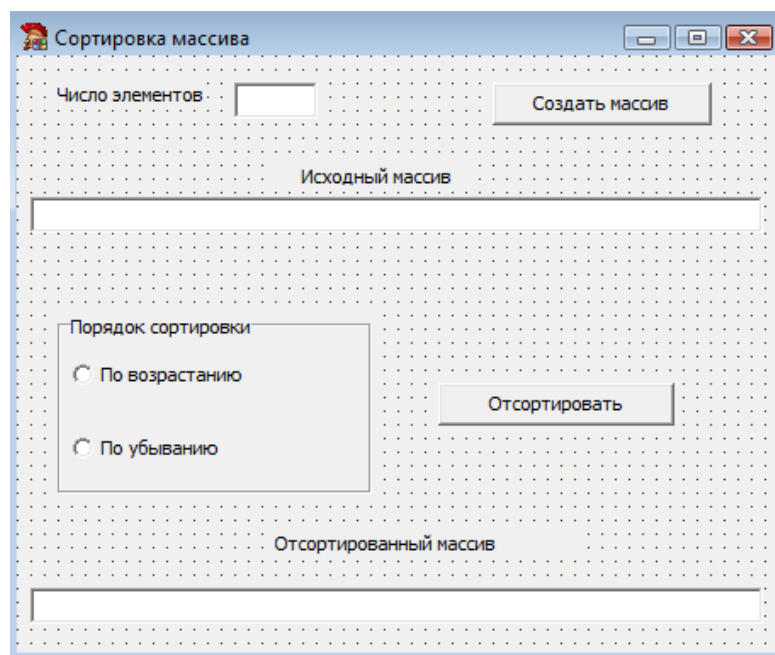 Сортировка массива
Число элементов
Создать массив
Исходный массив
Порядок сортировки
По возрастанию
По убыванию
Отсортировать
Отсортированный массив